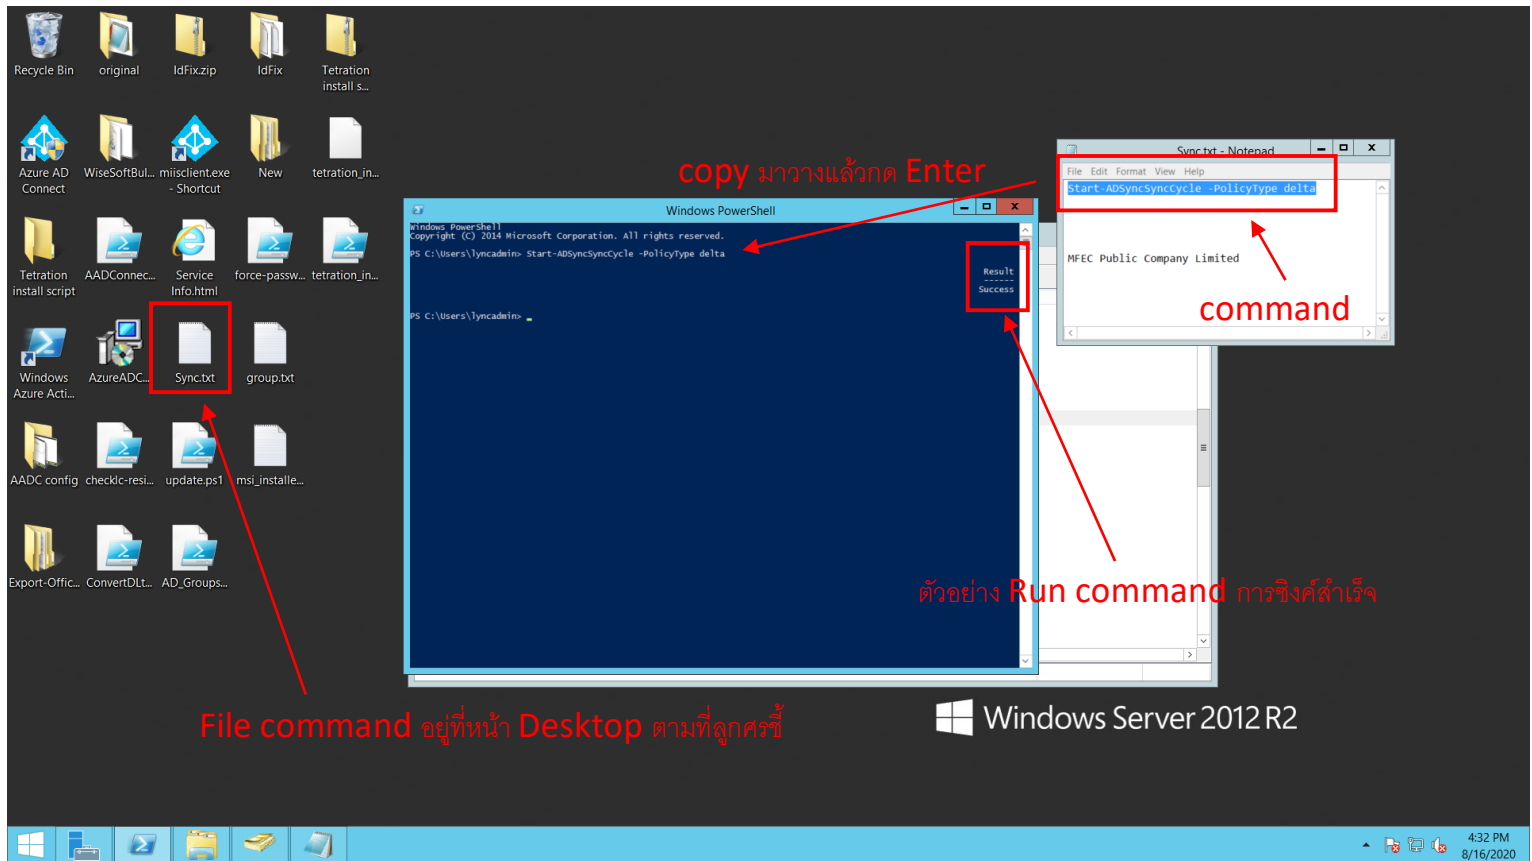 Recycle Bin
original
IdFix.zip
IdFix
Tetration
install s...
Azure AD
Connect
WiseSoftBul...
miisclient.exe
- Shortcut
New
tetration_in...
Tetration
install script
AADConnec...
Service
Info.html
force-passw...
tetration_in...
Windows
Azure Acti...
AzureADC...
Sync.txt
group.txt
AADC config
checklc-resi...
update.ps1
msi_installe...
Export-Offic...
ConvertDLt...
AD_Groups...
copy มาวางแล้วกด Enter
Windows PowerShell
Windows PowerShell
Copyright (C) 2014 Microsoft Corporation. All rights reserved.
PS C:\Users\lyncadmin> Start-ADSyncSyncCycle -PolicyType delta
Result
------
Success
PS C:\Users\lyncadmin> _
Sync.txt - Notepad
File Edit Format View Help
Start-ADSyncSyncCycle -PolicyType delta
MFEC Public Company Limited
command
ตัวอย่าง Run command การซิงค์สำเร็จ
File command อยู่ที่หน้า Desktop ตามที่ลูกศรชี้
Windows Server 2012 R2
4:32 PM
8/16/2020